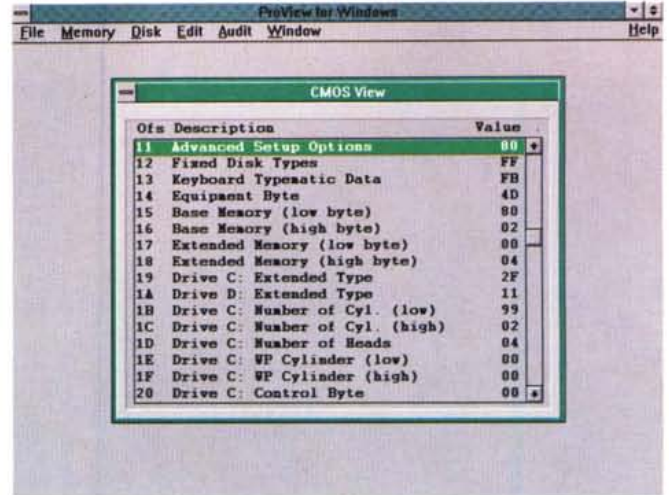 ProView for Windows
File Memory Disk Edit Audit Window Help
CMOS View
Ofs Description Value
11 Advanced Setup Options 80
12 Fixed Disk Types FF
13 Keyboard Typematic Data FB
14 Equipment Byte 4D
15 Base Memory (low byte) 80
16 Base Memory (high byte) 02
17 Extended Memory (low byte) 00
18 Extended Memory (high byte) 04
19 Drive C: Extended Type 2F
1A Drive D: Extended Type 11
1B Drive C: Number of Cyl. (low) 99
1C Drive C: Number of Cyl. (high) 02
1D Drive C: Number of Heads 04
1E Drive C: WP Cylinder (low) 00
1F Drive C: WP Cylinder (high) 00
20 Drive C: Control Byte 00